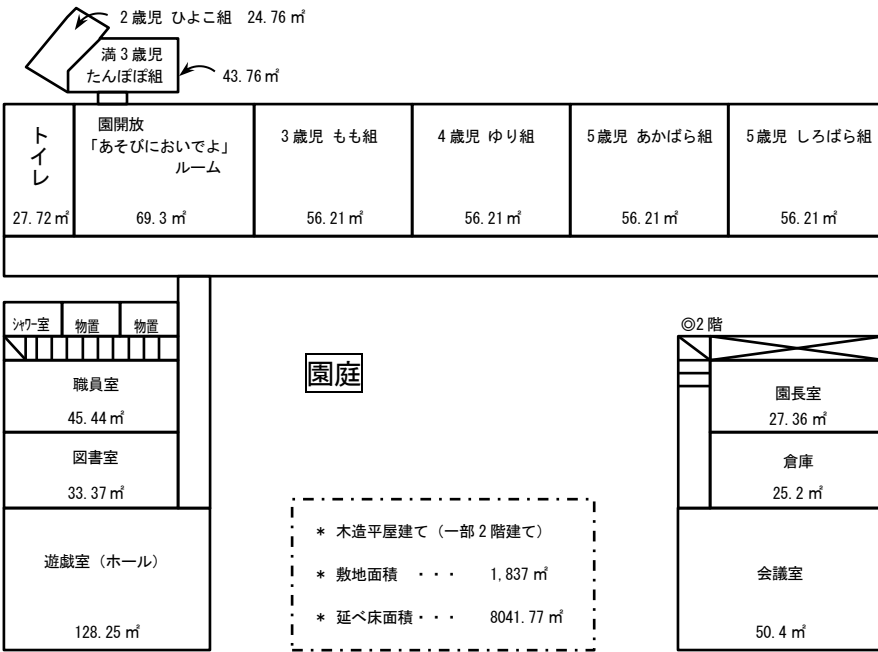 2歳児 ひよこ組 24.76㎡
満3歳児
たんぽぽ組
43.76㎡
トイレ
27.72㎡
園開放
「あそびにおいでよ」
ルーム
69.3㎡
3歳児 もも組
56.21㎡
4歳児 ゆり組
56.21㎡
5歳児 あかばら組
56.21㎡
5歳児 しろばら組
56.21㎡
ｼｬﾜｰ室
物置
物置
職員室
45.44㎡
図書室
33.37㎡
遊戯室(ホール)
128.25㎡
園庭
◎2階
園長室
27.36㎡
倉庫
25.2㎡
会議室
50.4㎡
* 木造平屋建て(一部2階建て)
* 敷地面積 ・・・ 1,837㎡
* 延べ床面積・・・ 8041.77㎡